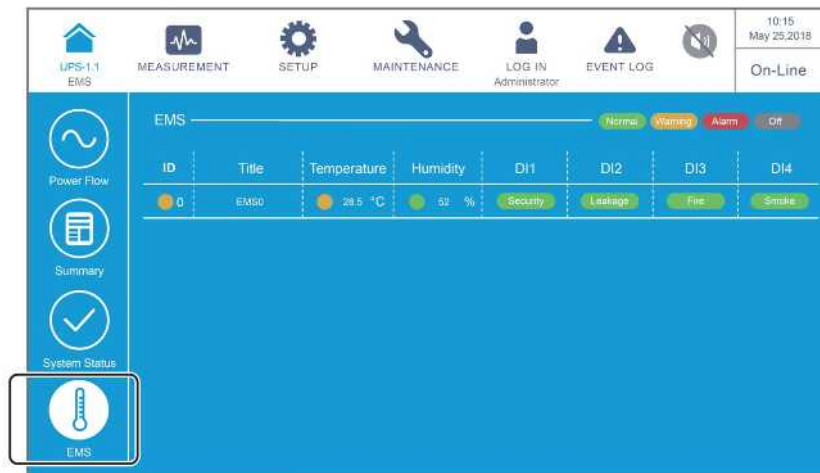 10:15
May 25,2018
UPS-1.1
EMS
MEASUREMENT
SETUP
MAINTENANCE
LOG IN
Administrator
EVENT LOG
On-Line
EMS
Normal
Warning
Alarm
Off
ID Title Temperature Humidity DI1 DI2 DI3 DI4
0 EMS0 28.5 °C 52 % Security Leakage Fire Smoke
Power Flow
Summary
System Status
EMS